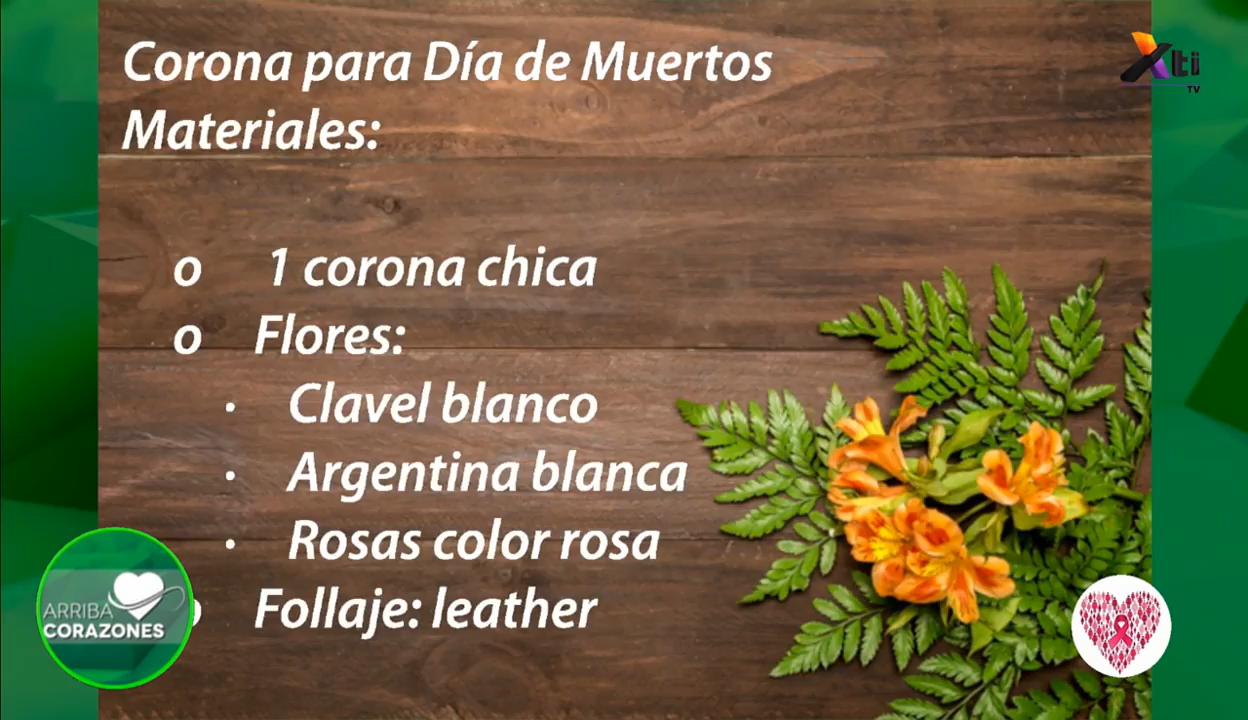 Corona para Día de Muertos
Materiales:
o 1 corona chica
o Flores:
· Clavel blanco
· Argentina blanca
· Rosas color rosa
o Follaje: leather
Xti
TV
ARRIBA
CORAZONES